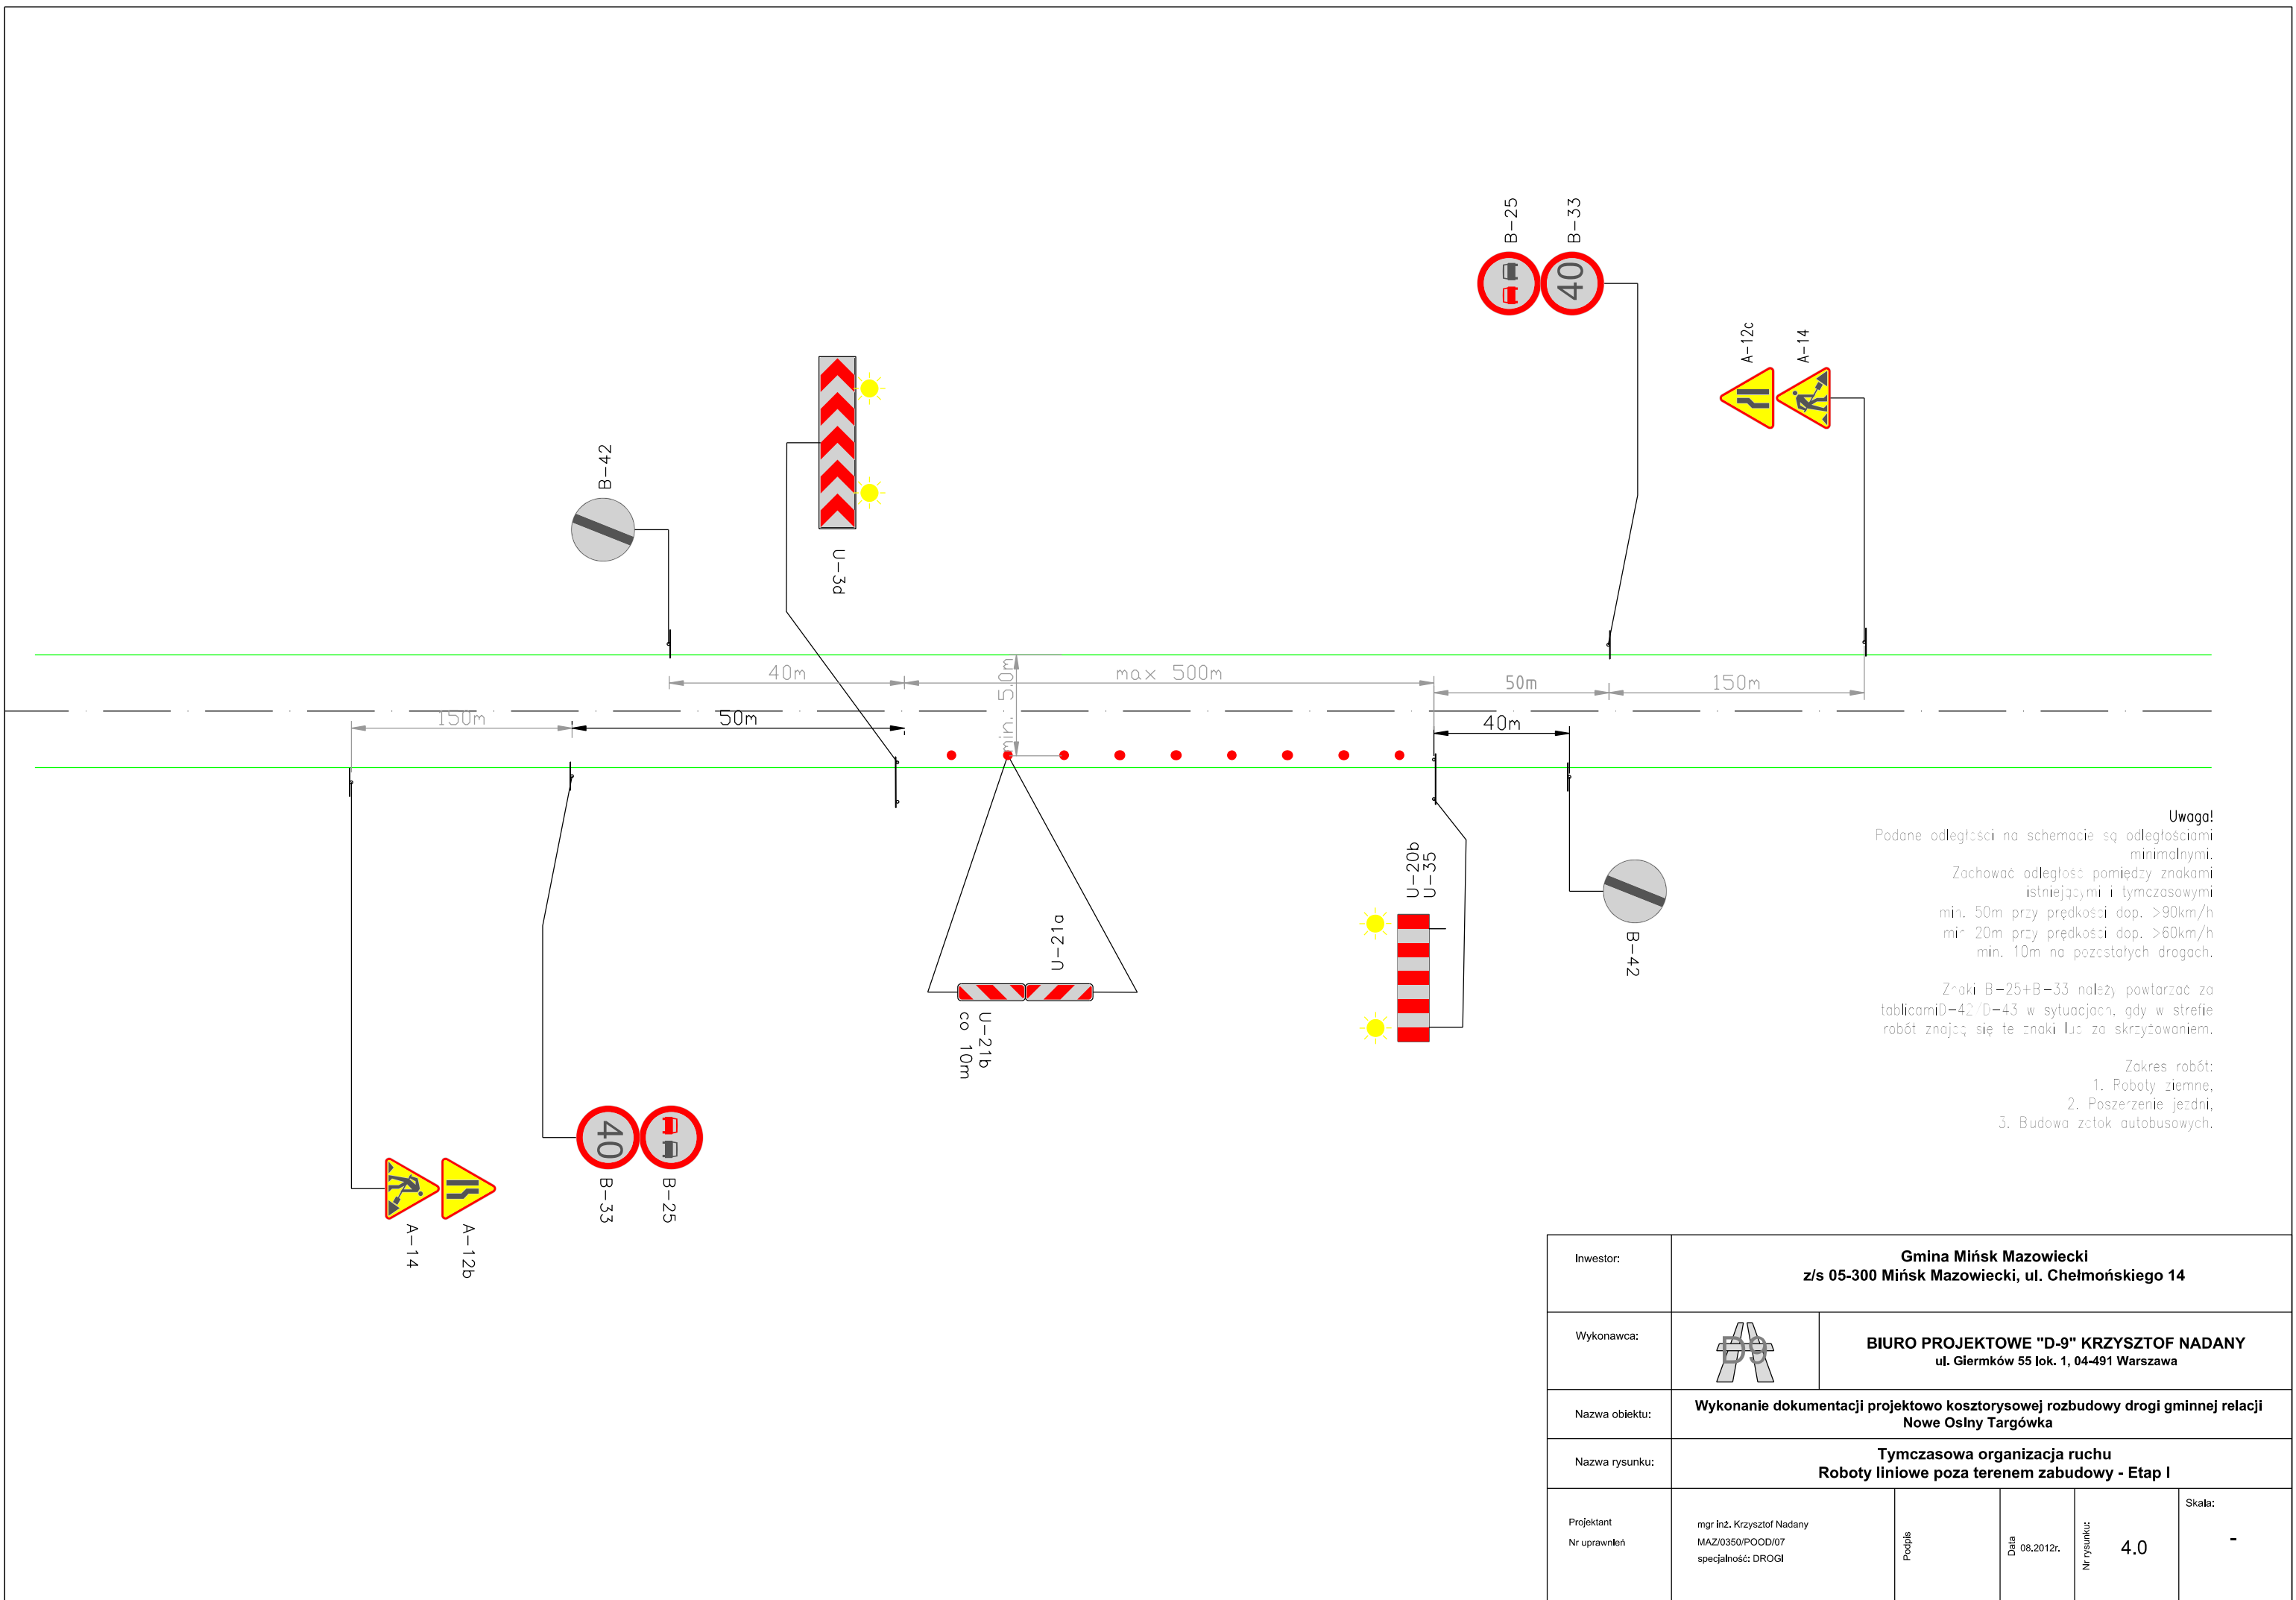 B-25
B-33
40
A-12c
A-14
B-42
U-3d
40m
min. 5.0m
max 500m
50m
150m
150m
50m
40m
U-20b
U-35
B-42
U-21a
U-21b
co 10m
40
B-33
B-25
A-14
A-12b
Uwaga!
Podane odległości na schemacie są odległościami
minimalnymi.
Zachować odległość pomiędzy znakami
istniejącymi i tymczasowymi
min. 50m przy prędkości dop. >90km/h
min 20m przy prędkości dop. >60km/h
min. 10m na pozostałych drogach.
Znaki B-25+B-33 należy powtarzać za
tablicamiD-42/D-43 w sytuacjach, gdy w strefie
robót znającą się te znaki lub za skrzyżowaniem.
Zakres robót:
1. Roboty ziemne,
2. Poszerzenie jezdni,
3. Budowa zatok autobusowych.
Inwestor:
Gmina Mińsk Mazowiecki
z/s 05-300 Mińsk Mazowiecki, ul. Chełmońskiego 14
Wykonawca:
D9
BIURO PROJEKTOWE "D-9" KRZYSZTOF NADANY
ul. Giermków 55 lok. 1, 04-491 Warszawa
Nazwa obiektu:
Wykonanie dokumentacji projektowo kosztorysowej rozbudowy drogi gminnej relacji
Nowe Osiny Targówka
Nazwa rysunku:
Tymczasowa organizacja ruchu
Roboty liniowe poza terenem zabudowy - Etap I
Projektant
Nr uprawnień
mgr inż. Krzysztof Nadany
MAZ/0350/POOD/07
specjalność: DROGI
Podpis
Data
08.2012r.
Nr rysunku:
4.0
Skala:
-